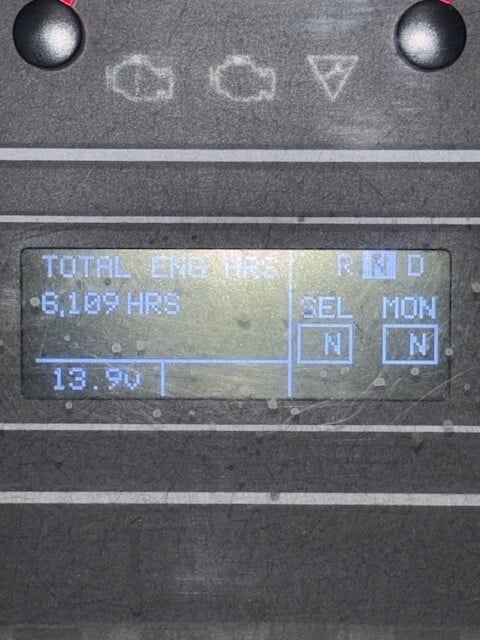 TOTAL ENG HRS
R N D
6,109 HRS
SEL MON
N N
13.9v